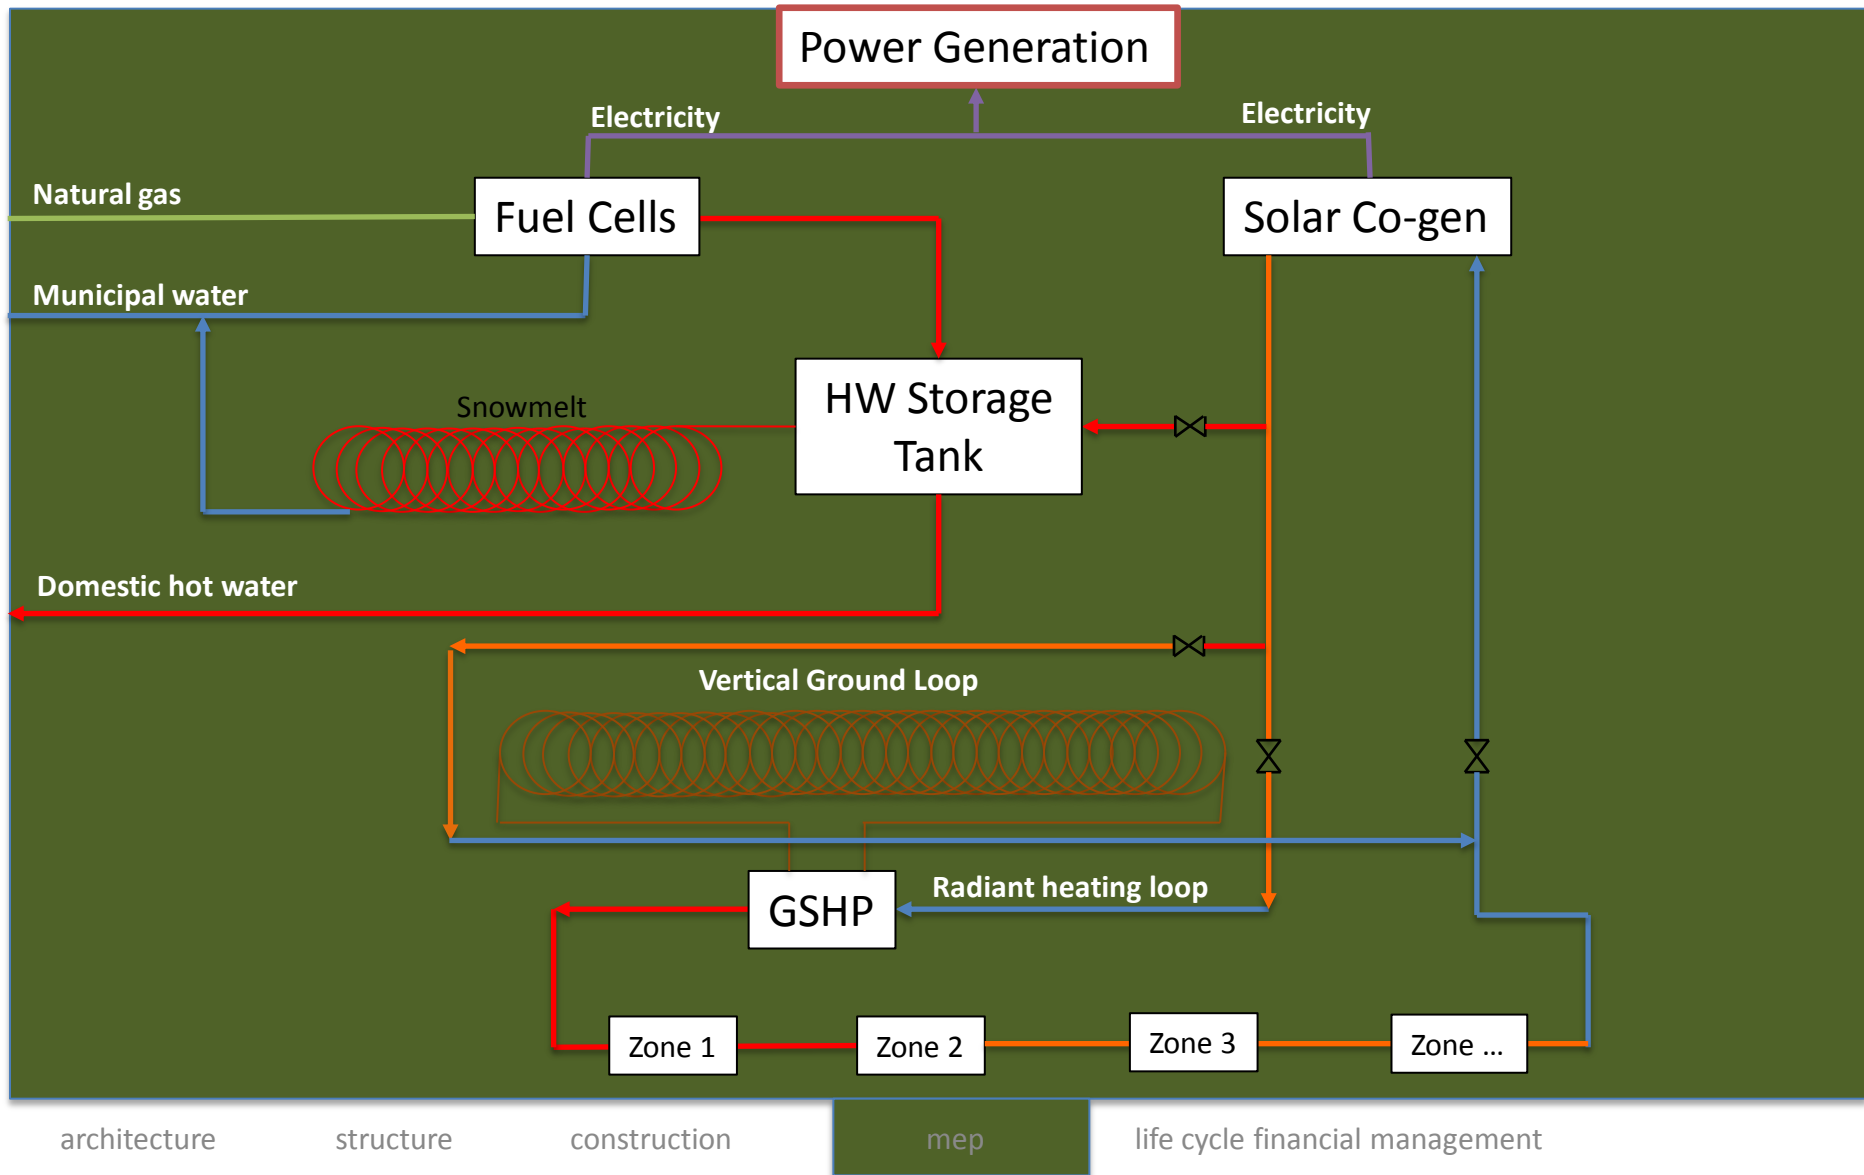 Power Generation
Electricity
Electricity
Natural gas
Fuel Cells
Solar Co-gen
Municipal water
Snowmelt
HW Storage
Tank
Domestic hot water
Vertical Ground Loop
Radiant heating loop
GSHP
Zone 1
Zone 2
Zone 3
Zone ...
architecture
structure
construction
mep
life cycle financial management